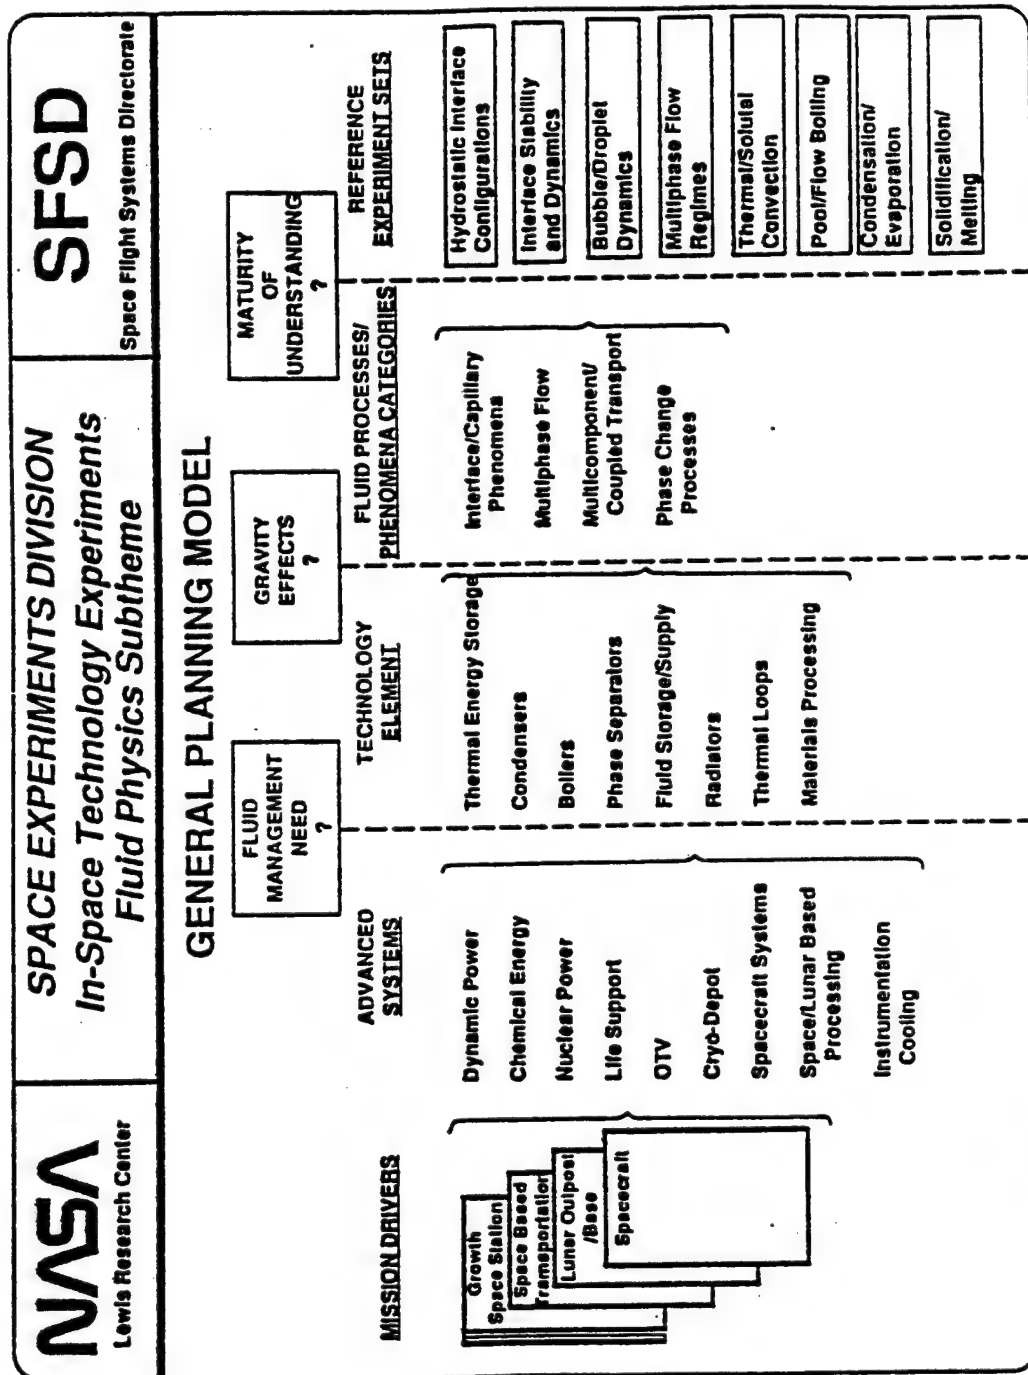 NASA
Lewis Research Center
SPACE EXPERIMENTS DIVISION
In-Space Technology Experiments
Fluid Physics Subtheme
SFSD
Space Flight Systems Directorate
GENERAL PLANNING MODEL
FLUID
MANAGEMENT
NEED
?
GRAVITY
EFFECTS
?
MATURITY
OF
UNDERSTANDING
?
MISSION DRIVERS
Growth
Space Station
Space Based
Transportation
Lunar Outpost
/Base
Spacecraft
ADVANCED
SYSTEMS
Dynamic Power
Chemical Energy
Nuclear Power
Life Support
OTV
Cryo-Depot
Spacecraft Systems
Space/Lunar Based
Processing
Instrumentation
Cooling
TECHNOLOGY
ELEMENT
Thermal Energy Storage
Condensers
Boilers
Phase Separators
Fluid Storage/Supply
Radiators
Thermal Loops
Materials Processing
FLUID PROCESSES/
PHENOMENA CATEGORIES
Interface/Capillary
Phenomena
Multiphase Flow
Multicomponent/
Coupled Transport
Phase Change
Processes
REFERENCE
EXPERIMENT SETS
Hydrostatic Interface
Configurations
Interface Stability
and Dynamics
Bubble/Droplet
Dynamics
Multiphase Flow
Regimes
Thermal/Solutal
Convection
Pool/Flow Boiling
Condensation/
Evaporation
Solidification/
Melting